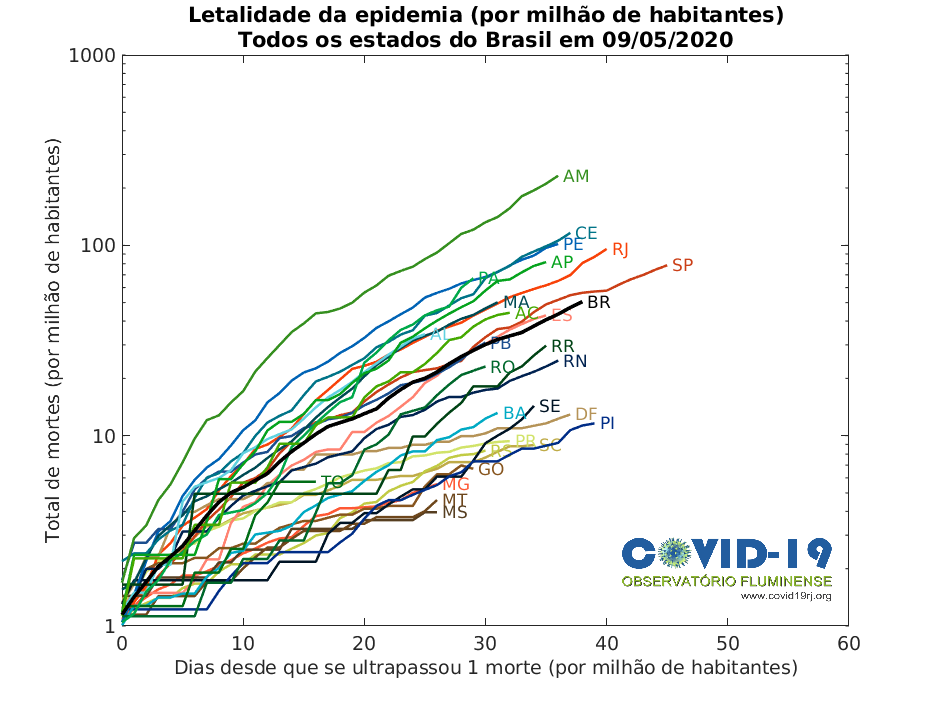 Letalidade da epidemia (por milhão de habitantes)
Todos os estados do Brasil em 09/05/2020
Total de mortes (por milhão de habitantes)
1000
100
10
1
AM
CE
PE
RJ
AP
PA
SP
MA
BR
AC
ES
AL
PB
RR
RN
RO
SE
BA
DF
PI
PR
SC
RS
GO
TO
MG
MT
MS
COVID-19
OBSERVATÓRIO FLUMINENSE
www.covid19rj.org
0
10
20
30
40
50
60
Dias desde que se ultrapassou 1 morte (por milhão de habitantes)